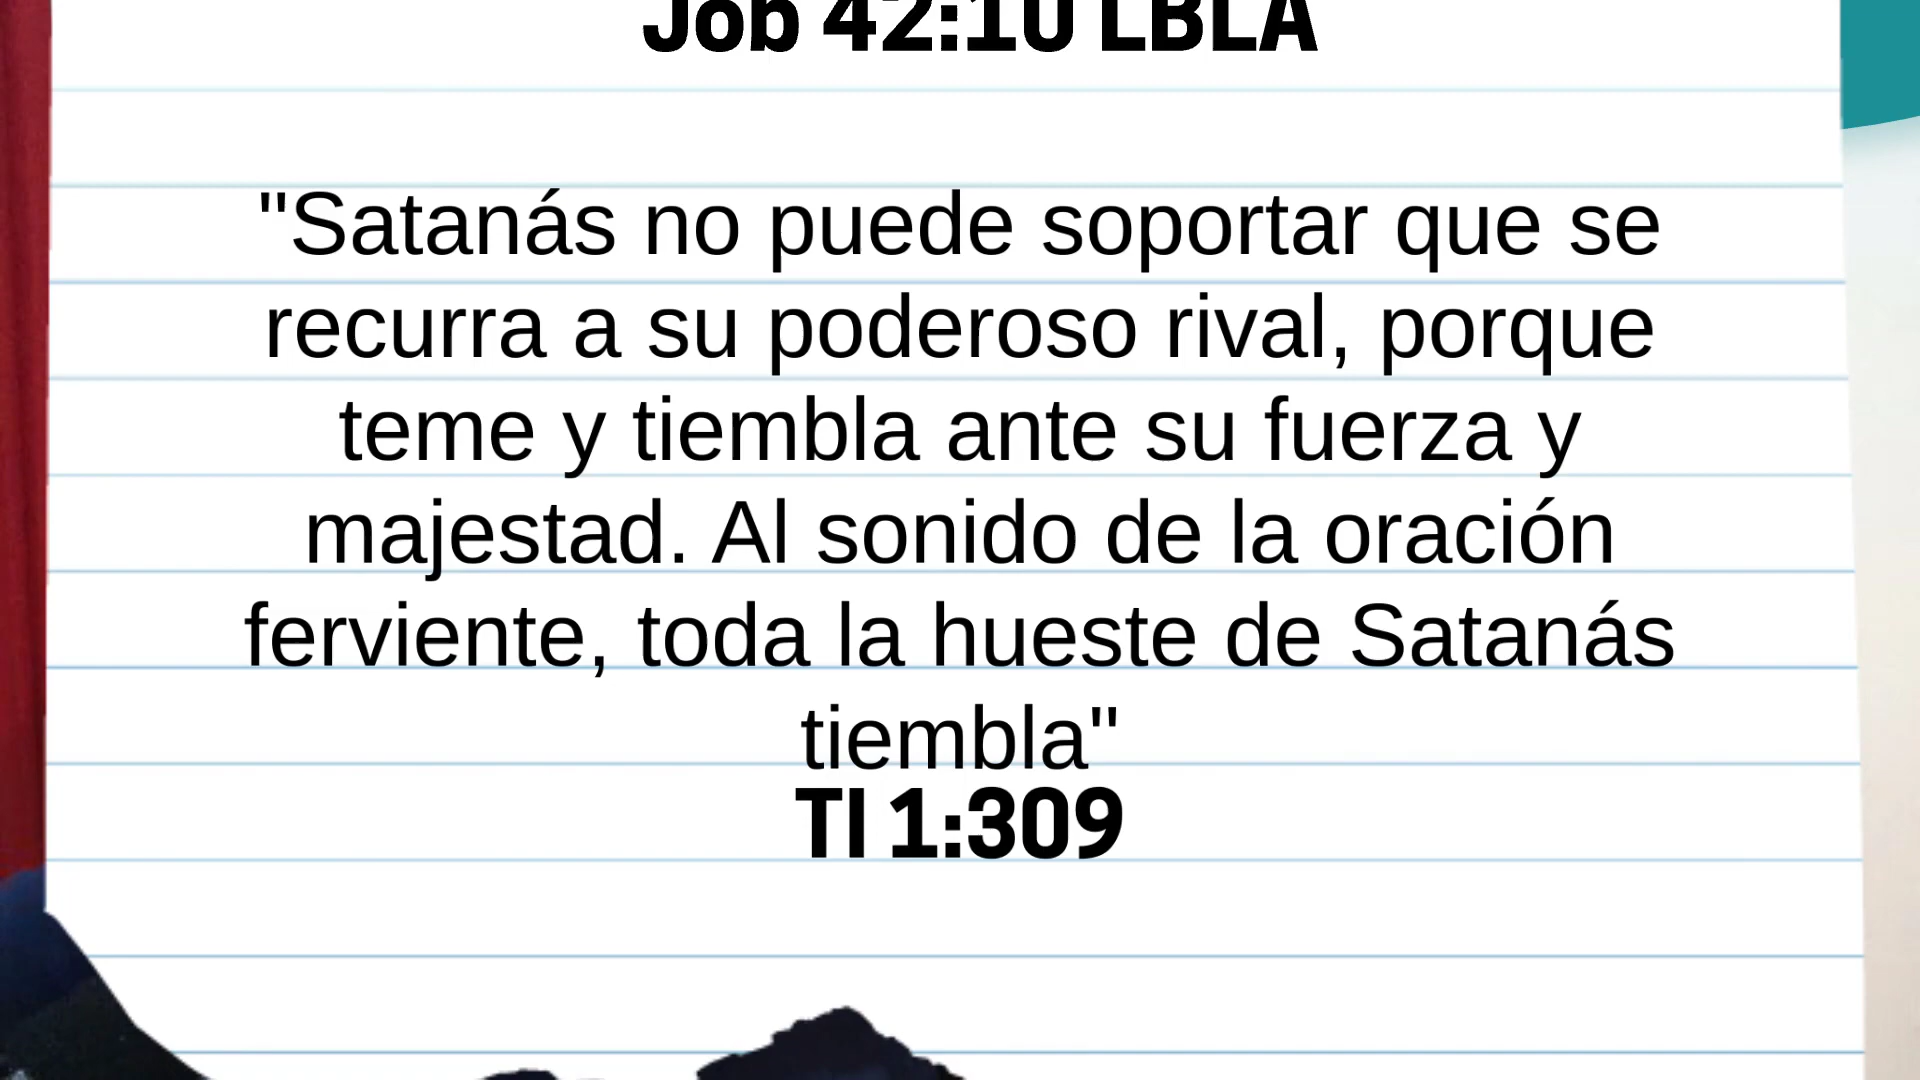 Job 42:10 LBLA
"Satanás no puede soportar que se
recurra a su poderoso rival, porque
teme y tiembla ante su fuerza y
majestad. Al sonido de la oración
ferviente, toda la hueste de Satanás
tiembla"
TI 1:309